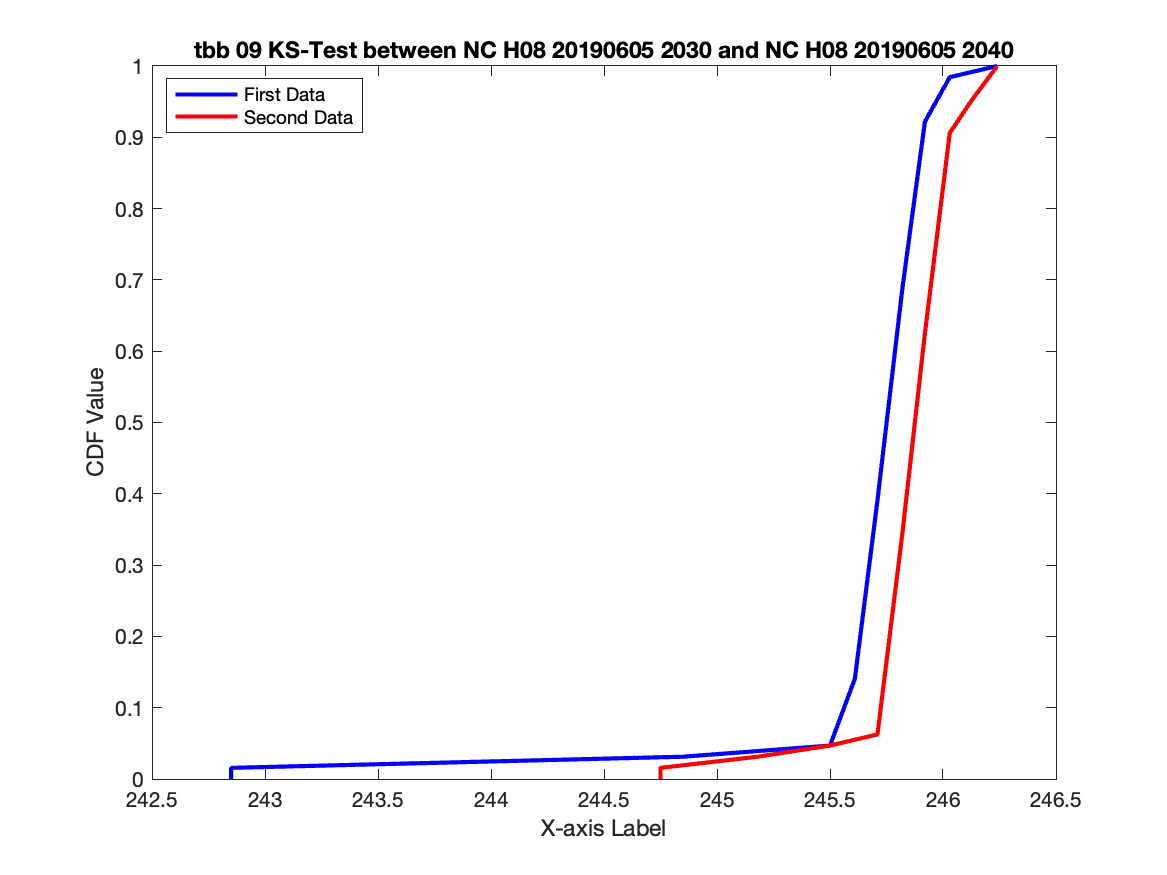 tbb 09 KS-Test between NC H08 20190605 2030 and NC H08 20190605 2040
First Data
Second Data
1
0.9
0.8
0.7
0.6
0.5
0.4
0.3
0.2
0.1
0
CDF Value
242.5 243 243.5 244 244.5 245 245.5 246 246.5
X-axis Label